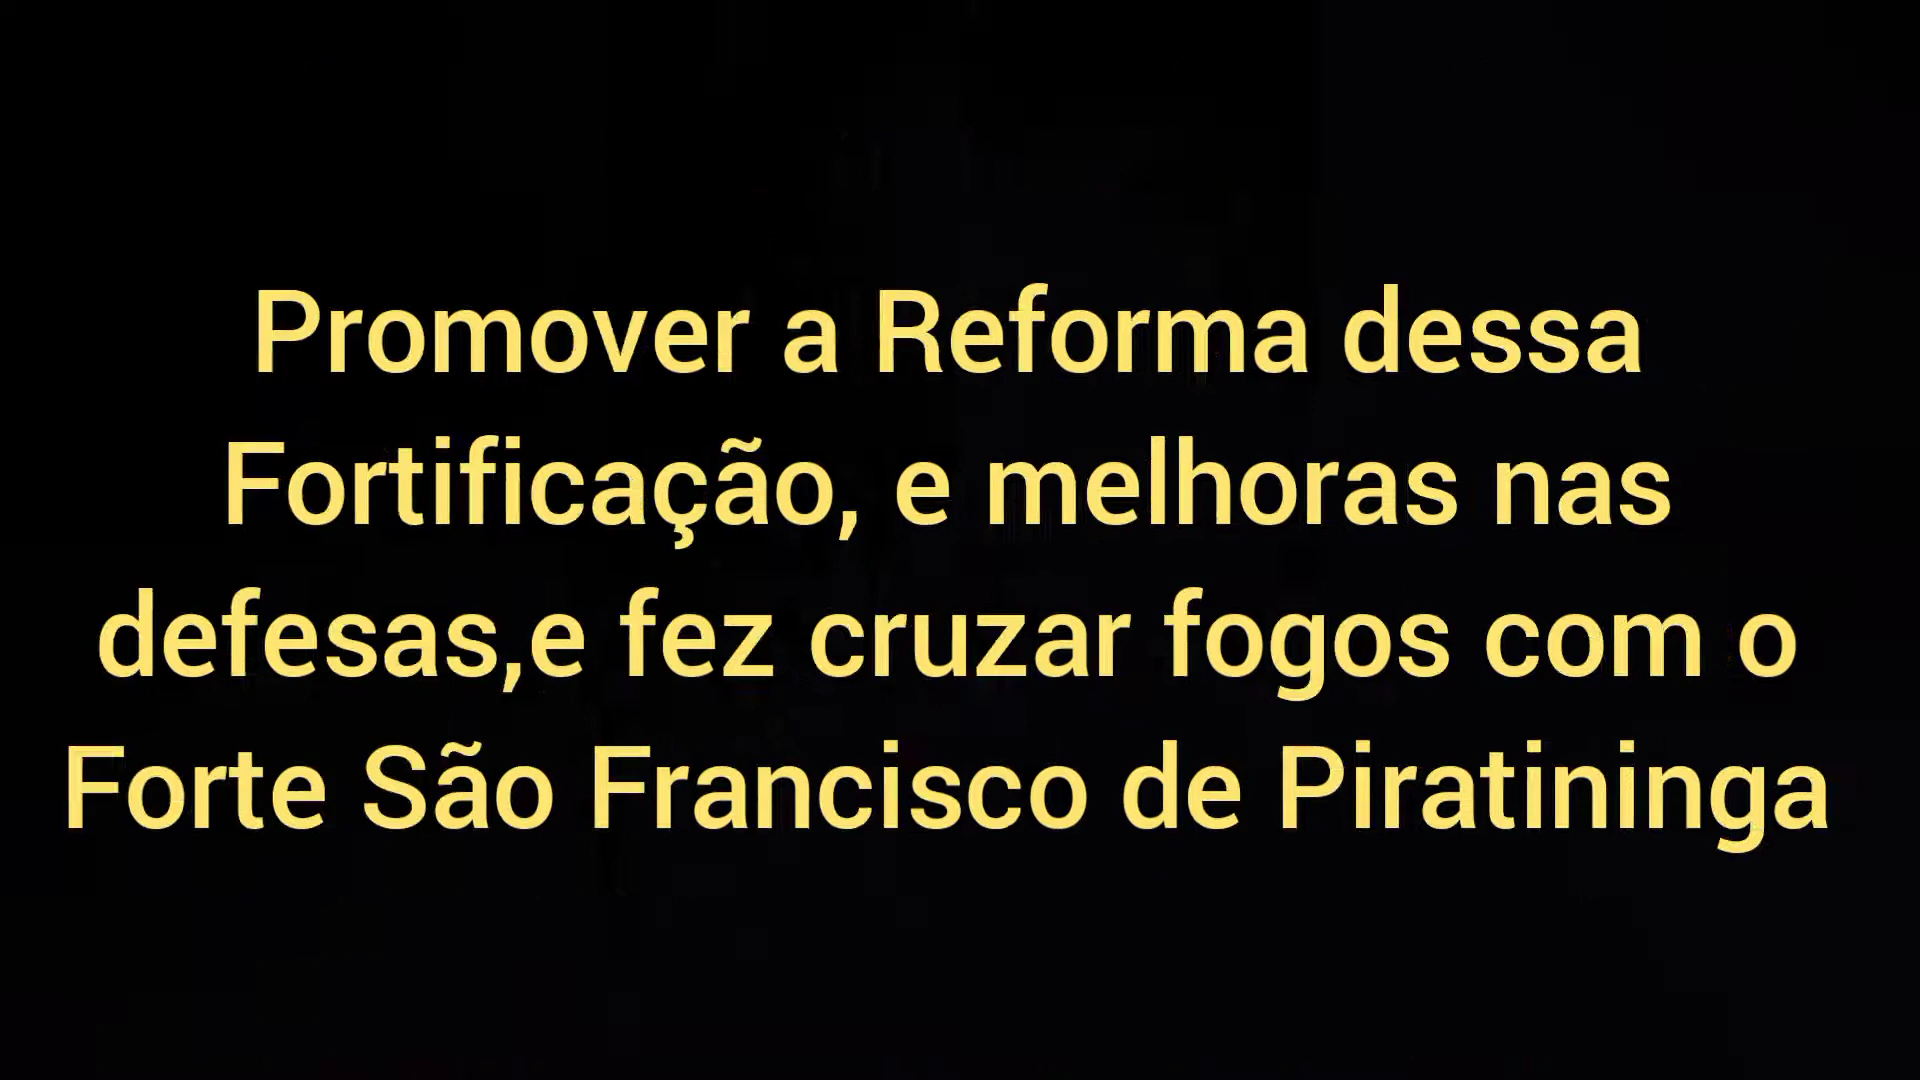 Promover a Reforma dessa
Fortificação, e melhoras nas
defesas,e fez cruzar fogos com o
Forte São Francisco de Piratininga